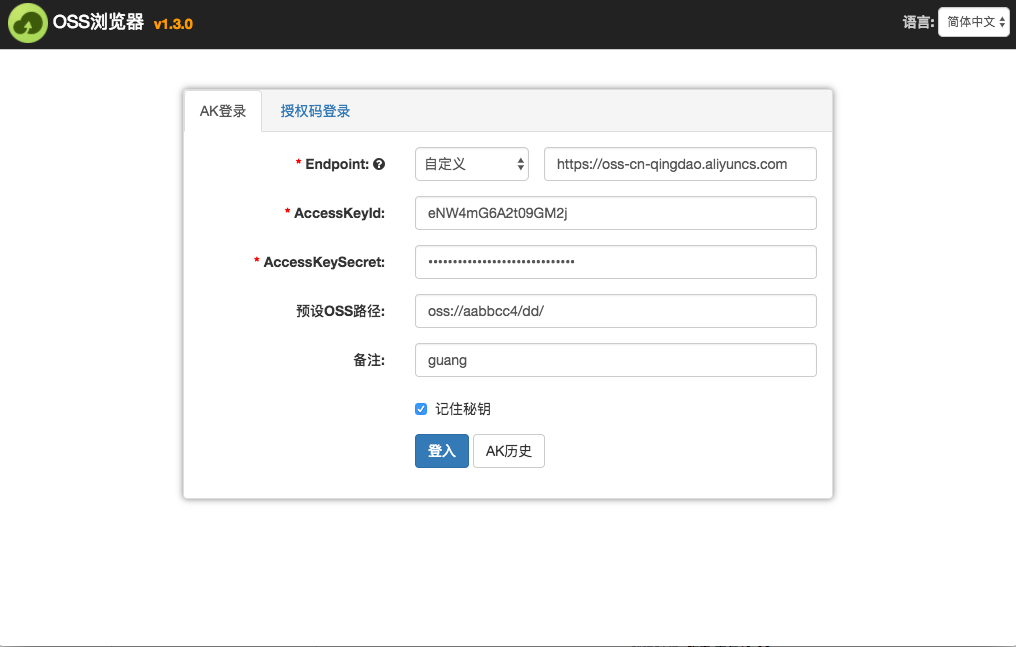 OSS浏览器 v1.3.0 语言: 简体中文
AK登录 授权码登录
* Endpoint: 自定义 https://oss-cn-qingdao.aliyuncs.com
* AccessKeyId: eNW4mG6A2t09GM2j
* AccessKeySecret: ••••••••••••••••••••••••••••••
预设OSS路径: oss://aabbcc4/dd/
备注: guang
记住秘钥
登入 AK历史